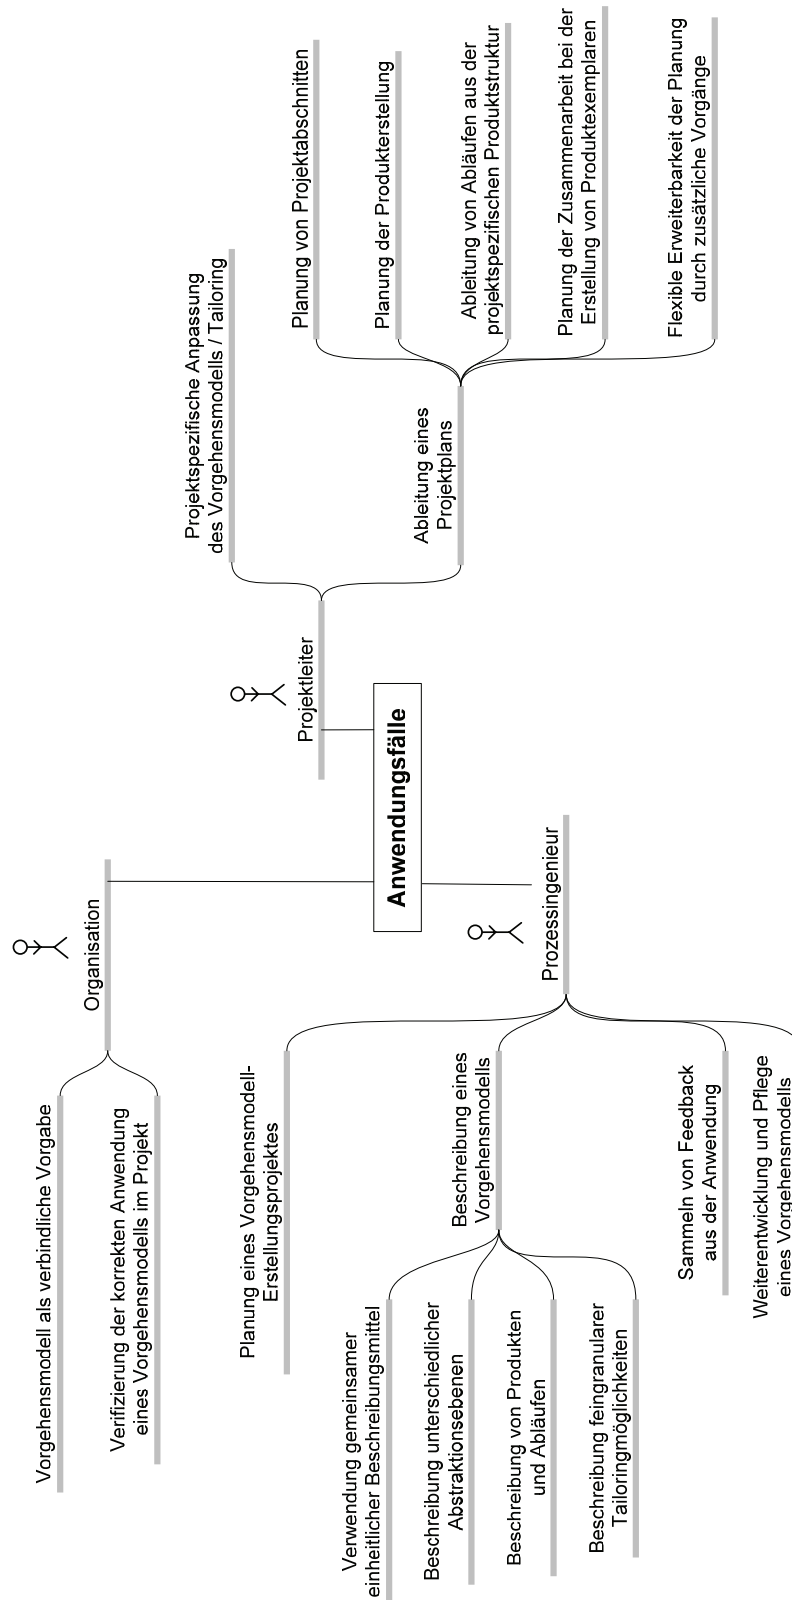 Anwendungsfälle
Organisation
Vorgehensmodell als verbindliche Vorgabe
Verifizierung der korrekten Anwendung
eines Vorgehensmodells im Projekt
Projektleiter
Projektspezifische Anpassung
des Vorgehensmodells / Tailoring
Ableitung eines
Projektplans
Planung von Projektabschnitten
Planung der Produkterstellung
Ableitung von Abläufen aus der
projektspezifischen Produktstruktur
Planung der Zusammenarbeit bei der
Erstellung von Produktexemplaren
Flexible Erweiterbarkeit der Planung
durch zusätzliche Vorgänge
Prozessingenieur
Planung eines Vorgehensmodell-
Erstellungsprojektes
Beschreibung eines
Vorgehensmodells
Verwendung gemeinsamer
einheitlicher Beschreibungsmittel
Beschreibung unterschiedlicher
Abstraktionsebenen
Beschreibung von Produkten
und Abläufen
Beschreibung feingranularer
Tailoringmöglichkeiten
Sammeln von Feedback
aus der Anwendung
Weiterentwicklung und Pflege
eines Vorgehensmodells